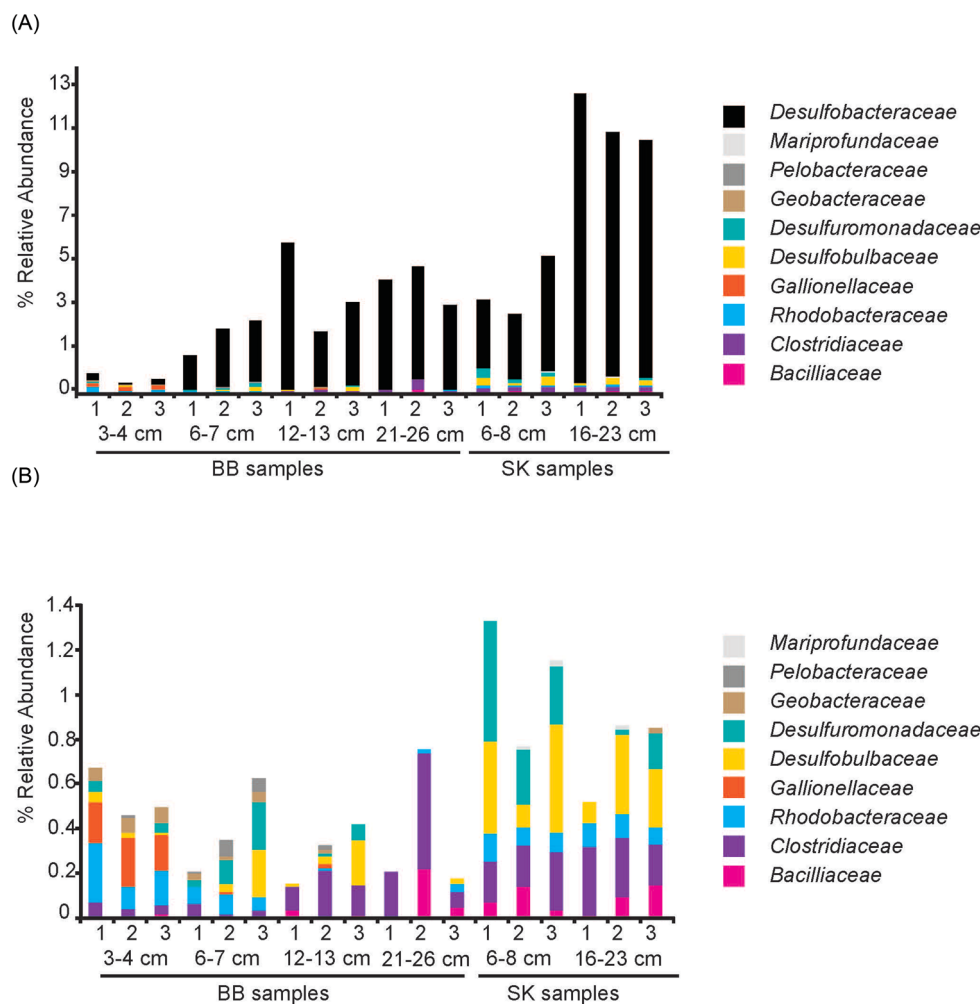 (A)
% Relative Abundance
13
11
9
7
5
3
1
0
1 2 3 1 2 3 1 2 3 1 2 3 1 2 3 1 2 3
3-4 cm 6-7 cm 12-13 cm 21-26 cm 6-8 cm 16-23 cm
BB samples SK samples
Desulfobacteraceae
Mariprofundaceae
Pelobacteraceae
Geobacteraceae
Desulfuromonadaceae
Desulfobulbaceae
Gallionellaceae
Rhodobacteraceae
Clostridiaceae
Bacilliaceae
(B)
% Relative Abundance
1.4
1.2
1
0.8
0.6
0.4
0.2
0
1 2 3 1 2 3 1 2 3 1 2 3 1 2 3 1 2 3
3-4 cm 6-7 cm 12-13 cm 21-26 cm 6-8 cm 16-23 cm
BB samples SK samples
Mariprofundaceae
Pelobacteraceae
Geobacteraceae
Desulfuromonadaceae
Desulfobulbaceae
Gallionellaceae
Rhodobacteraceae
Clostridiaceae
Bacilliaceae